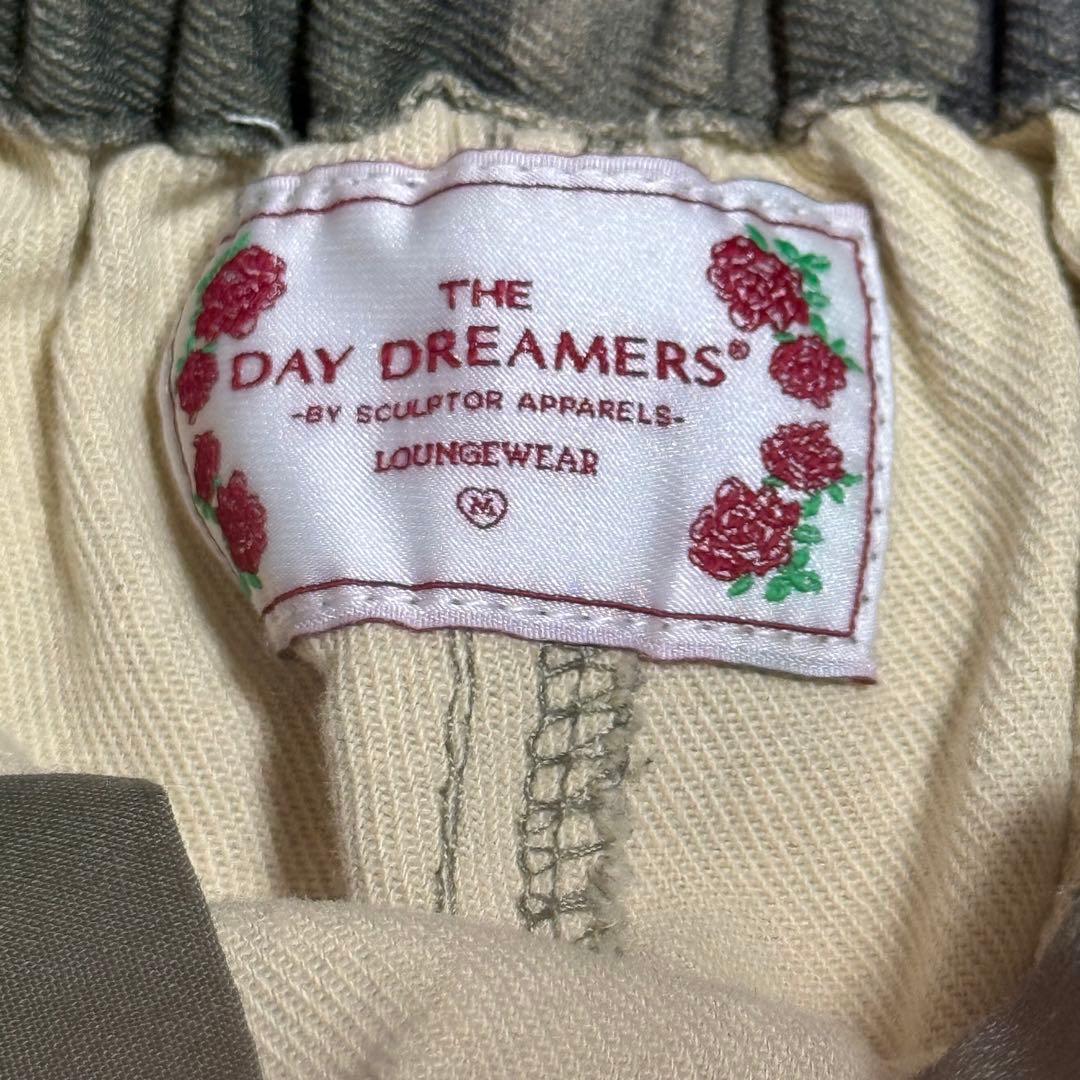 THE
DAY DREAMERS®
-BY SCULPTOR APPARELS-
LOUNGEWEAR
M